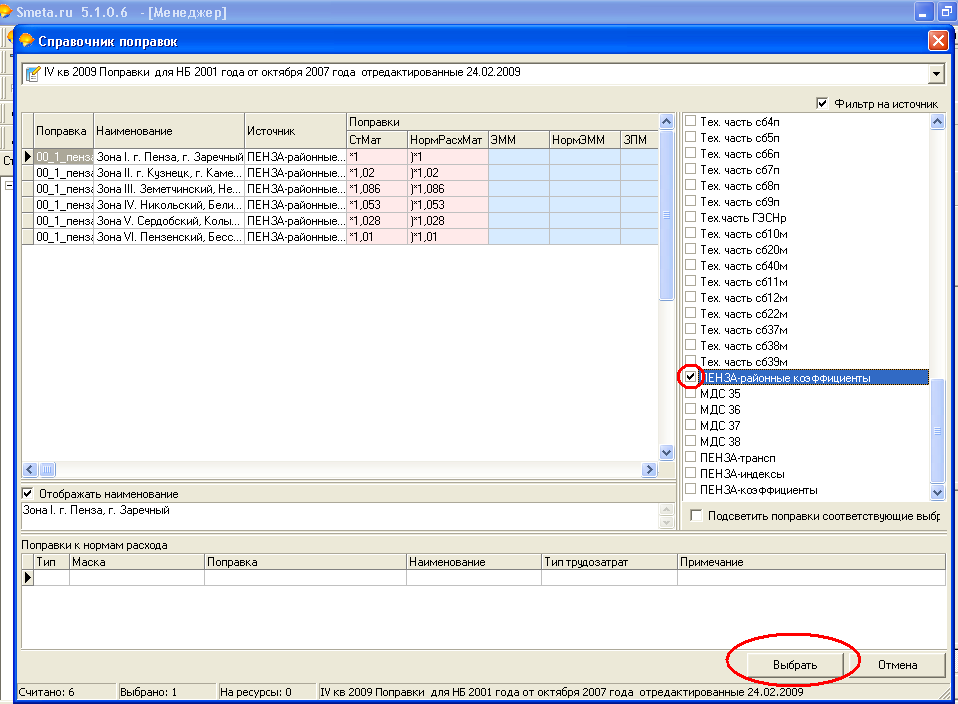 Smeta.ru 5.1.0.6 - [Менеджер]
Справочник поправок
IV кв 2009 Поправки для НБ 2001 года от октября 2007 года отредактированные 24.02.2009
Фильтр на источник
Поправка Наименование Источник Поправки
СтМат НормРасхМат ЭММ НормЭММ ЗПМ
00_1_пенза Зона I. г. Пенза, г. Заречный ПЕНЗА-районные... *1 )*1
00_1_пенза Зона II. г. Кузнецк, г. Каме... ПЕНЗА-районные... *1,02 )*1,02
00_1_пенза Зона III. Земетчинский, Не... ПЕНЗА-районные... *1,086 )*1,086
00_1_пенза Зона IV. Никольский, Бели... ПЕНЗА-районные... *1,053 )*1,053
00_1_пенза Зона V. Сердобский, Колы... ПЕНЗА-районные... *1,028 )*1,028
00_1_пенза Зона VI. Пензенский, Бесс... ПЕНЗА-районные... *1,01 )*1,01
Тех. часть сб4п
Тех. часть сб5п
Тех. часть сб6п
Тех. часть сб7п
Тех. часть сб8п
Тех. часть сб9п
Тех.часть ГЭСНр
Тех. часть сб10м
Тех. часть сб20м
Тех. часть сб40м
Тех. часть сб11м
Тех. часть сб12м
Тех. часть сб22м
Тех. часть сб37м
Тех. часть сб38м
Тех. часть сб39м
ПЕНЗА-районные коэффициенты
МДС 35
МДС 36
МДС 37
МДС 38
ПЕНЗА-трансп
ПЕНЗА-индексы
ПЕНЗА-коэффициенты
Отображать наименование
Зона I. г. Пенза, г. Заречный
Подсветить поправки соответствующие выбр
Поправки к нормам расхода
Тип Маска Поправка Наименование Тип трудозатрат Примечание
Выбрать Отмена
Считано: 6 Выбрано: 1 На ресурсы: 0 IV кв 2009 Поправки для НБ 2001 года от октября 2007 года отредактированные 24.02.2009